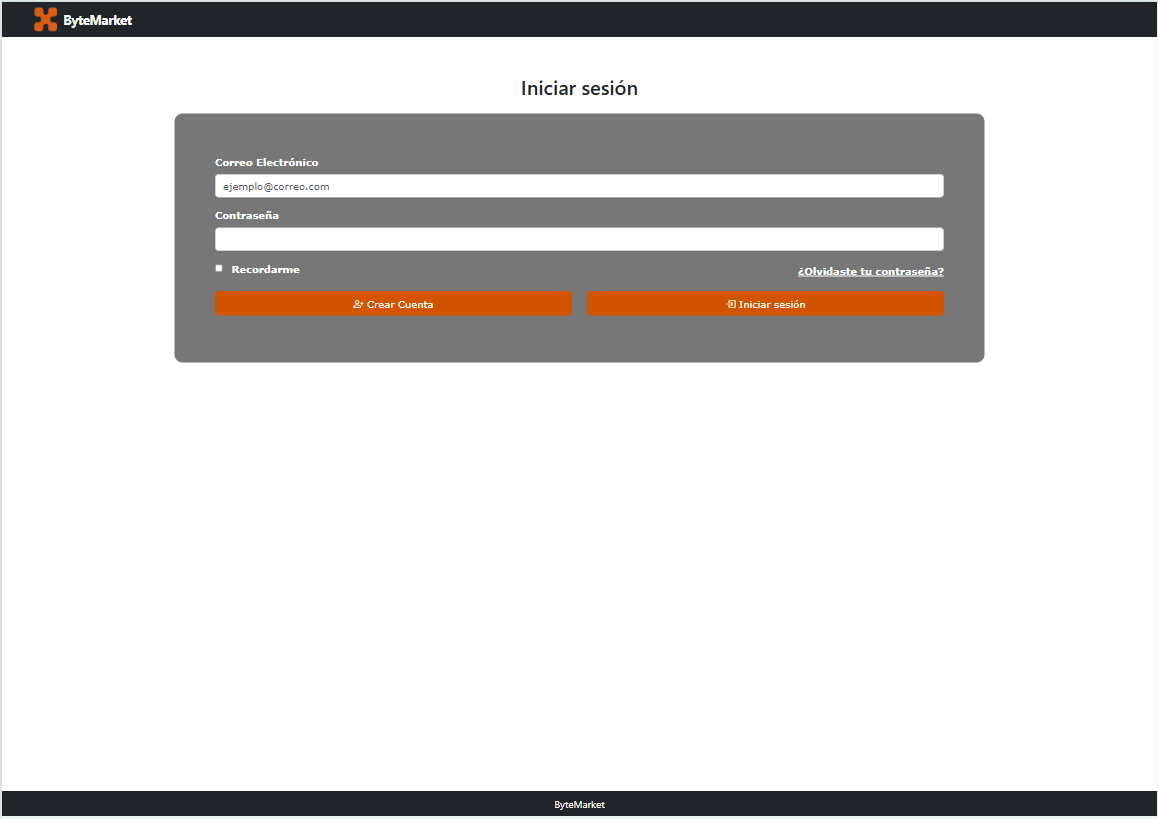 ByteMarket
Iniciar sesión
Correo Electrónico
ejemplo@correo.com
Contraseña
Recordarme
¿Olvidaste tu contraseña?
Crear Cuenta
Iniciar sesión
ByteMarket